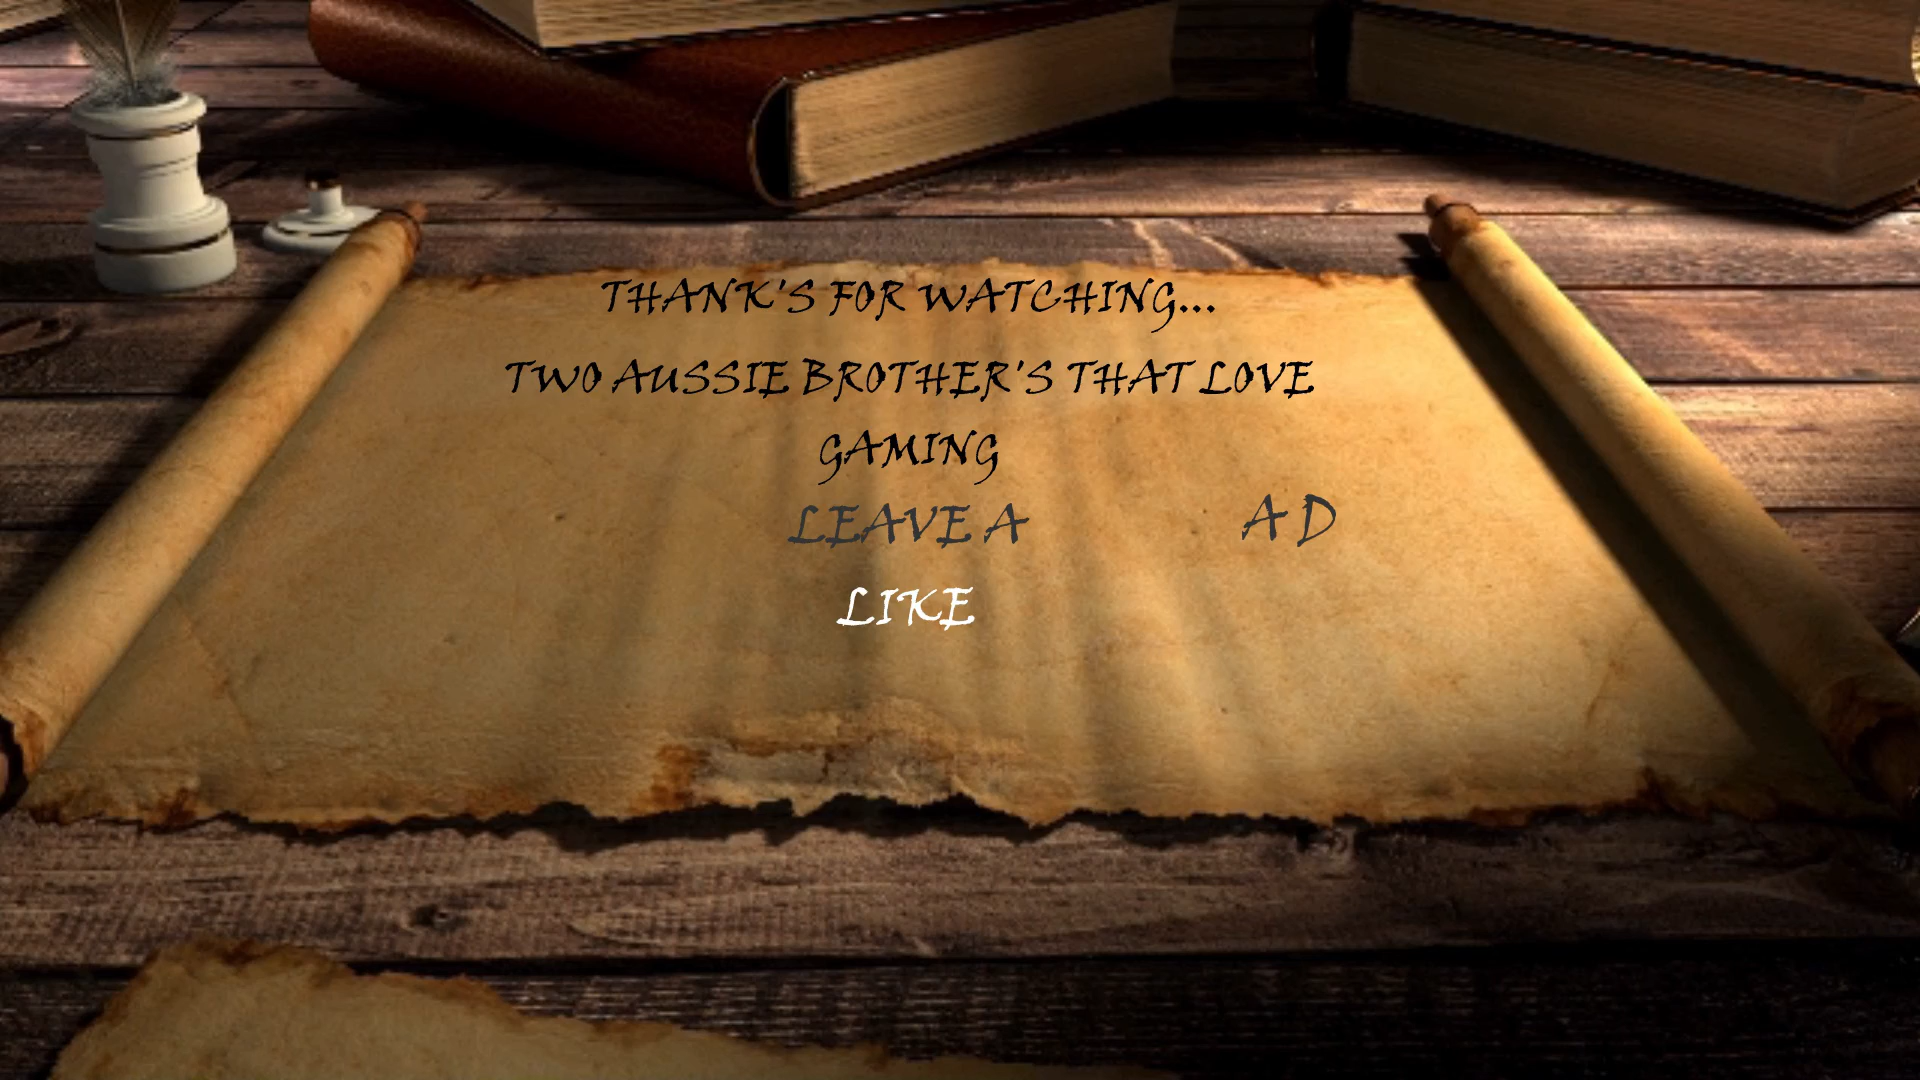 THANK'S FOR WATCHING...
TWO AUSSIE BROTHER'S THAT LOVE
GAMING
LEAVE A A D
LIKE